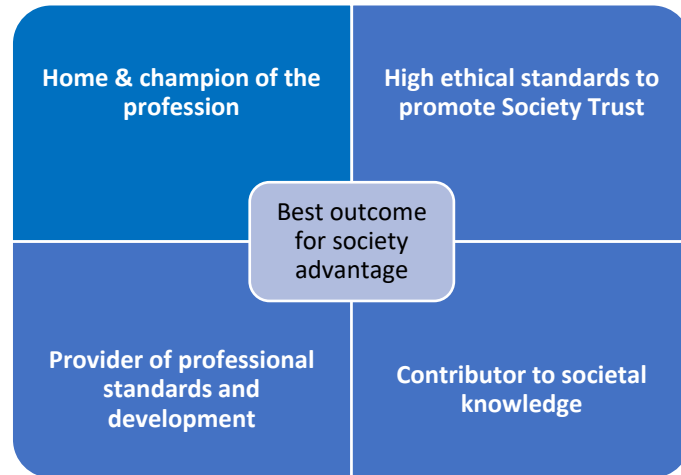 Home & champion of the
profession
High ethical standards to
promote Society Trust
Best outcome
for society
advantage
Provider of professional
standards and
development
Contributor to societal
knowledge